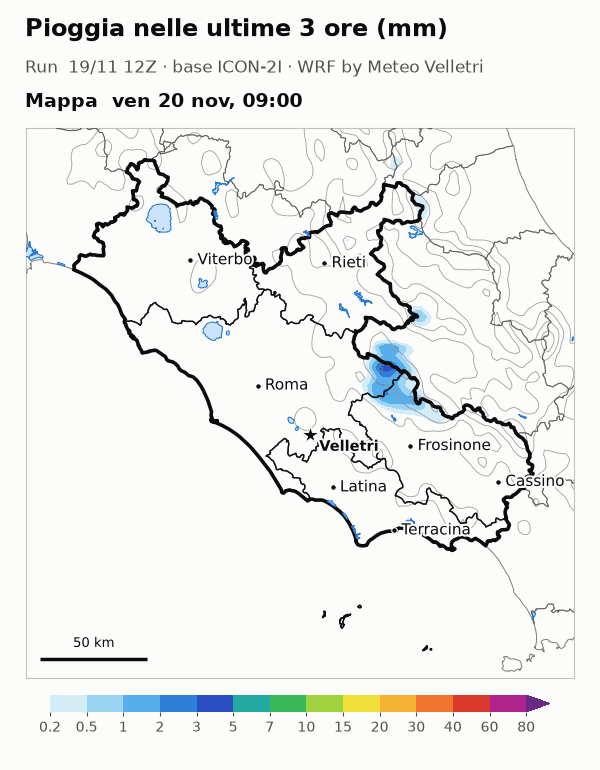 Pioggia nelle ultime 3 ore (mm)
Run  19/11 12Z · base ICON-2I · WRF by Meteo Velletri
Mappa  ven 20 nov, 09:00
Viterbo
Rieti
Roma
Velletri
Frosinone
Latina
Cassino
Terracina
50 km
0.2 0.5 1 2 3 5 7 10 15 20 30 40 60 80